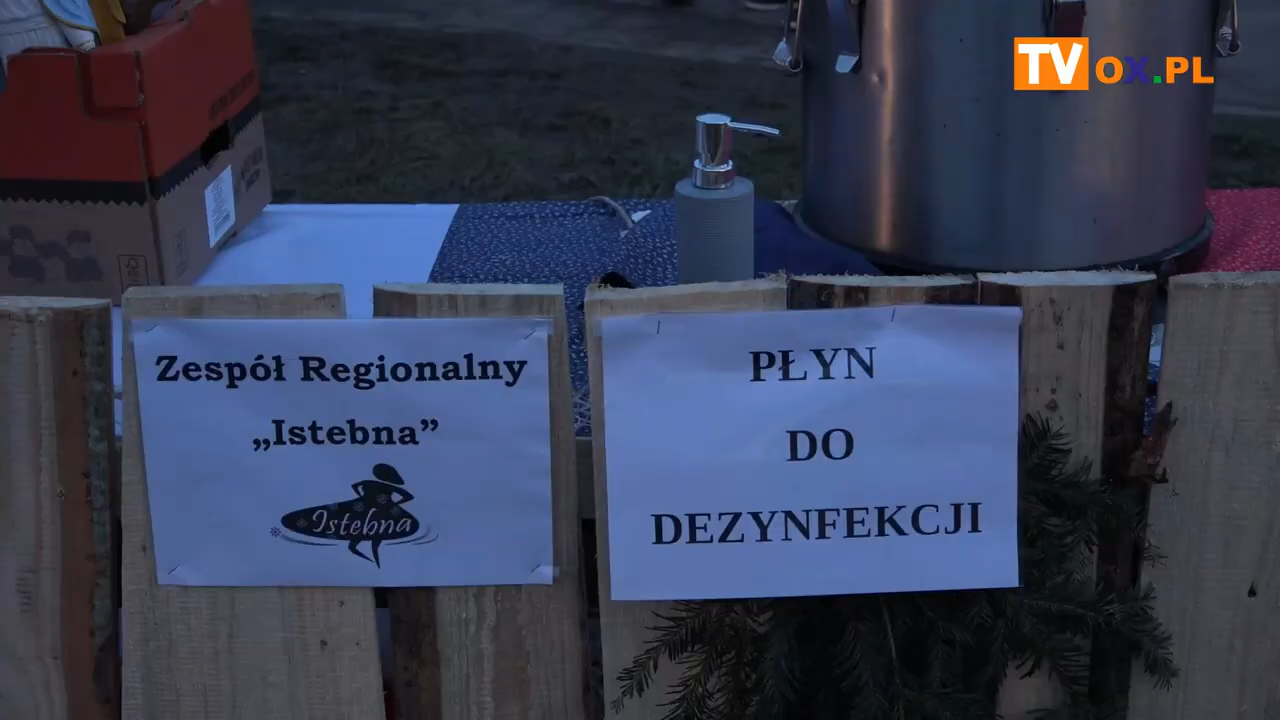 TVOX.PL
Zespół Regionalny
„Istebna”
Istebna
PŁYN
DO
DEZYNFEKCJI